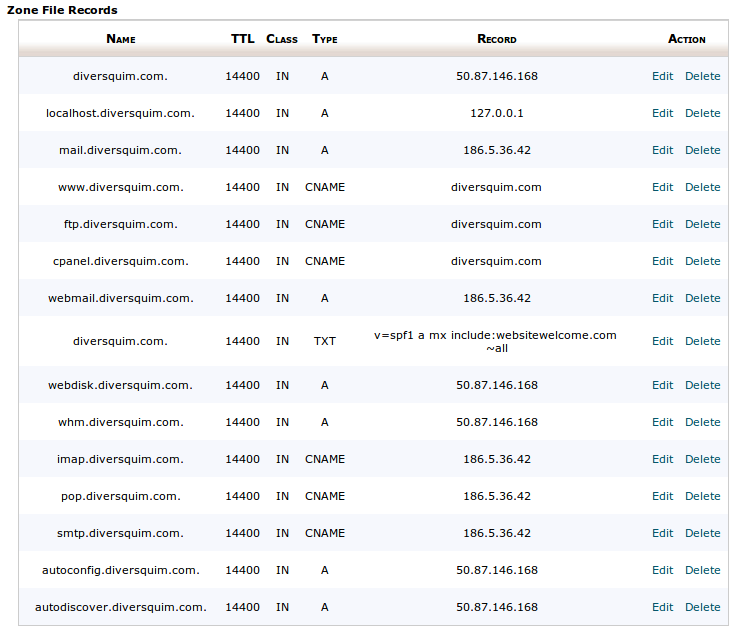 Zone File Records
Name TTL Class Type Record Action
diversquim.com. 14400 IN A 50.87.146.168 Edit Delete
localhost.diversquim.com. 14400 IN A 127.0.0.1 Edit Delete
mail.diversquim.com. 14400 IN A 186.5.36.42 Edit Delete
www.diversquim.com. 14400 IN CNAME diversquim.com Edit Delete
ftp.diversquim.com. 14400 IN CNAME diversquim.com Edit Delete
cpanel.diversquim.com. 14400 IN CNAME diversquim.com Edit Delete
webmail.diversquim.com. 14400 IN A 186.5.36.42 Edit Delete
diversquim.com. 14400 IN TXT v=spf1 a mx include:websitewelcome.com
~all Edit Delete
webdisk.diversquim.com. 14400 IN A 50.87.146.168 Edit Delete
whm.diversquim.com. 14400 IN A 50.87.146.168 Edit Delete
imap.diversquim.com. 14400 IN CNAME 186.5.36.42 Edit Delete
pop.diversquim.com. 14400 IN CNAME 186.5.36.42 Edit Delete
smtp.diversquim.com. 14400 IN CNAME 186.5.36.42 Edit Delete
autoconfig.diversquim.com. 14400 IN A 50.87.146.168 Edit Delete
autodiscover.diversquim.com. 14400 IN A 50.87.146.168 Edit Delete